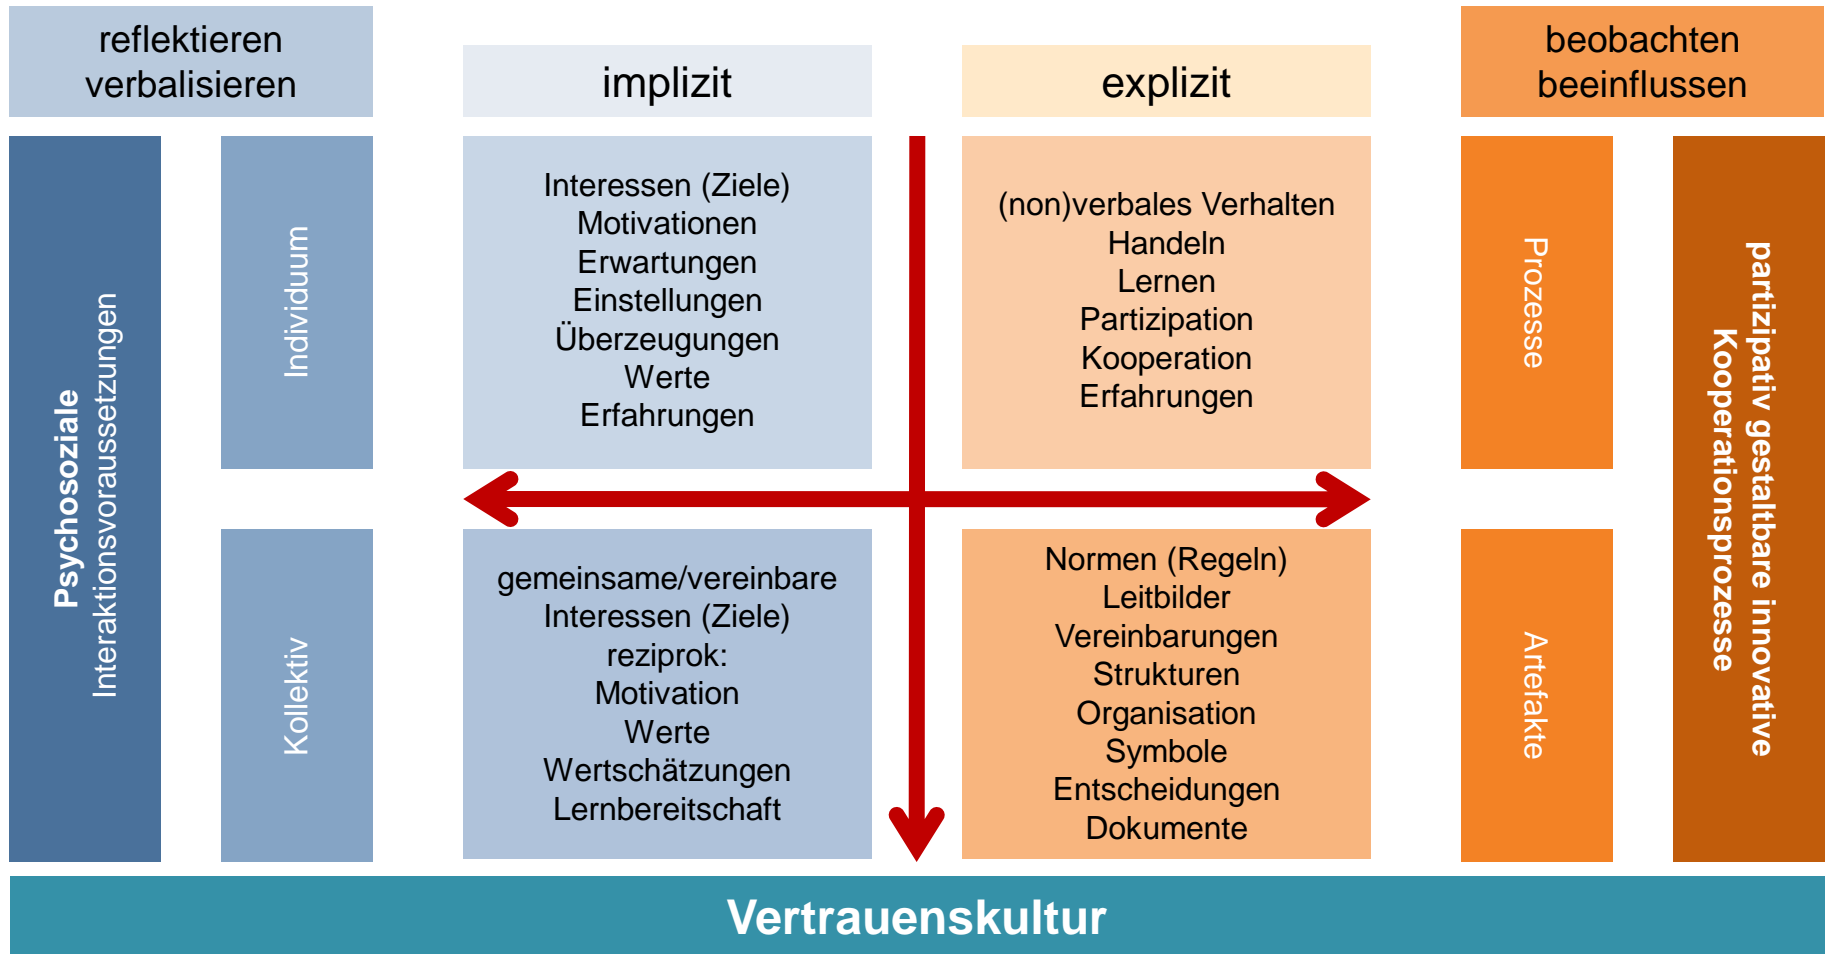 reflektieren
verbalisieren
implizit
explizit
beobachten
beeinflussen
Psychosoziale
Interaktionsvoraussetzungen
Individuum
Interessen (Ziele)
Motivationen
Erwartungen
Einstellungen
Überzeugungen
Werte
Erfahrungen
(non)verbales Verhalten
Handeln
Lernen
Partizipation
Kooperation
Erfahrungen
Prozesse
partizipativ gestaltbare innovative
Kooperationsprozesse
Kollektiv
gemeinsame/vereinbare
Interessen (Ziele)
reziprok:
Motivation
Werte
Wertschätzungen
Lernbereitschaft
Normen (Regeln)
Leitbilder
Vereinbarungen
Strukturen
Organisation
Symbole
Entscheidungen
Dokumente
Artefakte
Vertrauenskultur